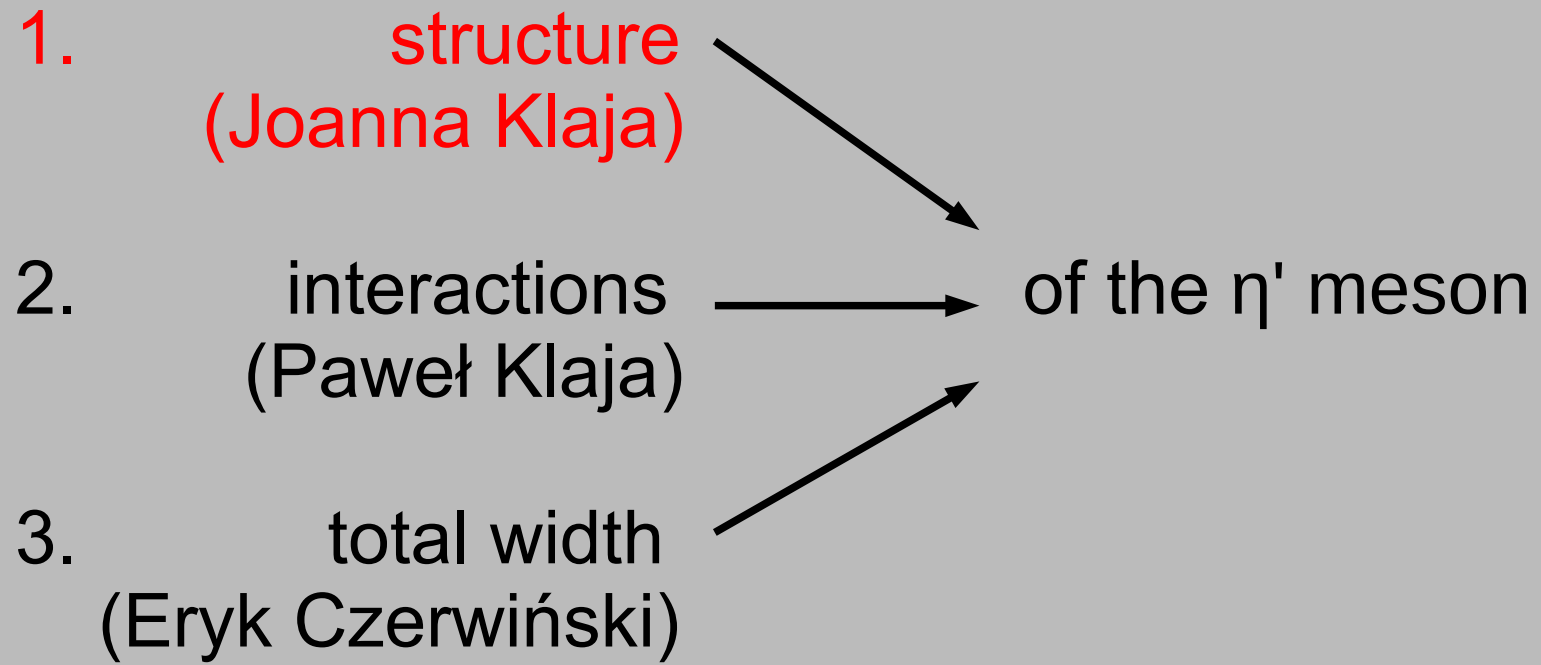 1. structure
(Joanna Klaja)
2. interactions
of the η' meson
(Paweł Klaja)
3. total width
(Eryk Czerwiński)